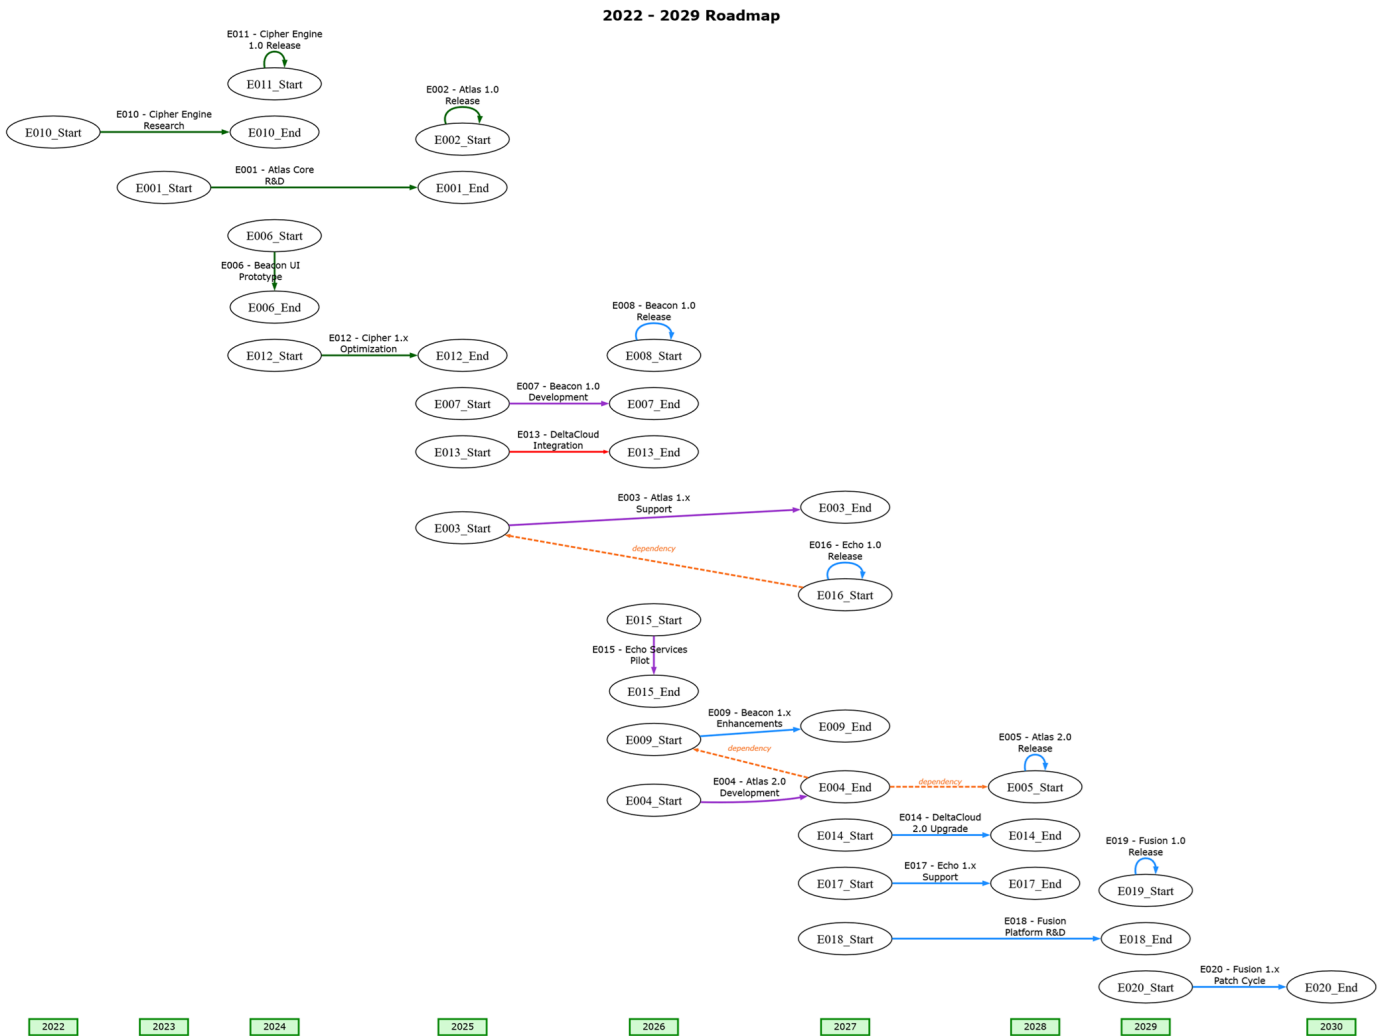 2022 - 2029 Roadmap
E011 - Cipher Engine
1.0 Release
E011_Start
E002 - Atlas 1.0
Release
E002_Start
E010_Start
E010 - Cipher Engine
Research
E010_End
E001_Start
E001 - Atlas Core
R&D
E001_End
E006_Start
E006 - Beacon UI
Prototype
E006_End
E012_Start
E012 - Cipher 1.x
Optimization
E012_End
E008 - Beacon 1.0
Release
E008_Start
E007_Start
E007 - Beacon 1.0
Development
E007_End
E013_Start
E013 - DeltaCloud
Integration
E013_End
E003_Start
E003 - Atlas 1.x
Support
E003_End
dependency
E016 - Echo 1.0
Release
E016_Start
E015_Start
E015 - Echo Services
Pilot
E015_End
E009_Start
E009 - Beacon 1.x
Enhancements
E009_End
dependency
E004_Start
E004 - Atlas 2.0
Development
E004_End
dependency
E005 - Atlas 2.0
Release
E005_Start
E014_Start
E014 - DeltaCloud
2.0 Upgrade
E014_End
E017_Start
E017 - Echo 1.x
Support
E017_End
E019 - Fusion 1.0
Release
E019_Start
E018_Start
E018 - Fusion
Platform R&D
E018_End
E020_Start
E020 - Fusion 1.x
Patch Cycle
E020_End
2022
2023
2024
2025
2026
2027
2028
2029
2030